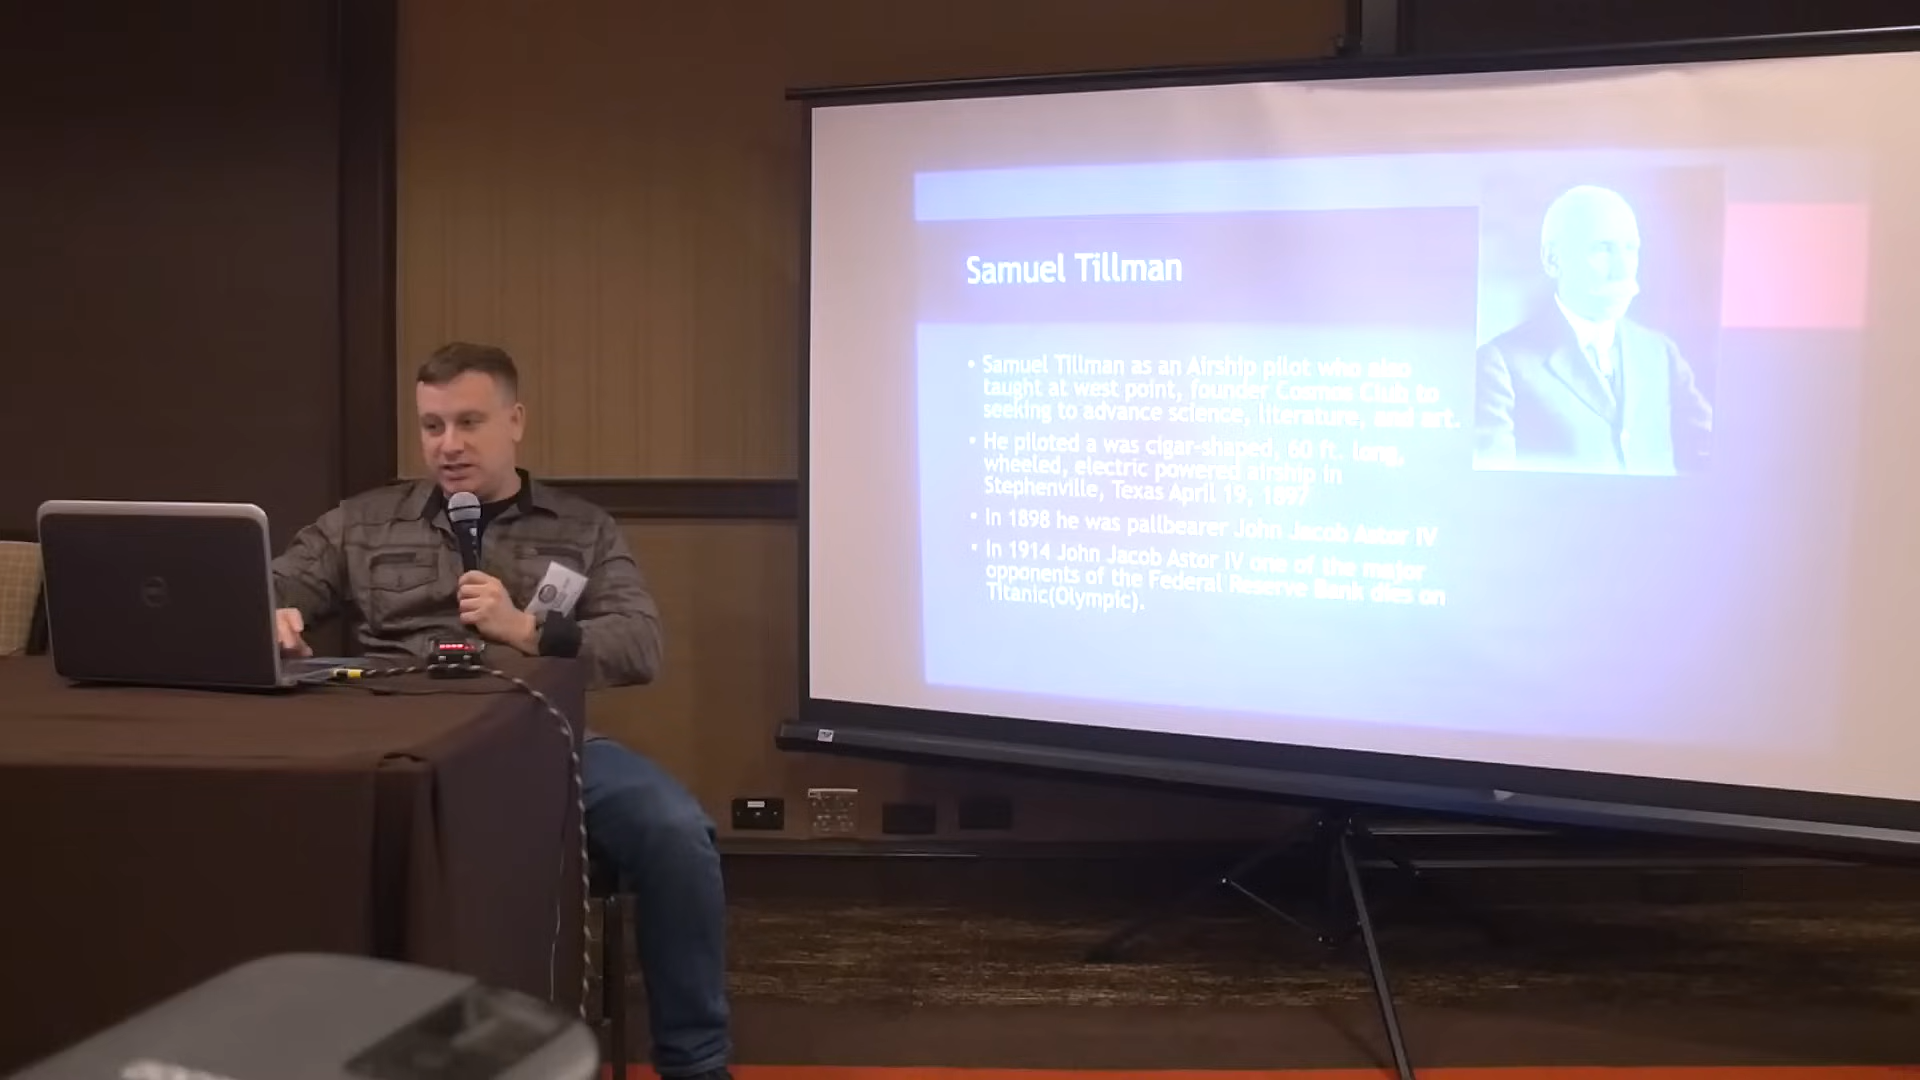 Samuel Tillman
• Samuel Tillman as an Airship pilot who also
taught at west point, founder Cosmos Club to
seeking to advance science, literature, and art.
• He piloted a was cigar-shaped, 60 ft. long,
wheeled, electric powered airship in
Stephenville, Texas April 19, 1897
• In 1898 he was pallbearer John Jacob Astor IV
• In 1914 John Jacob Astor IV one of the major
opponents of the Federal Reserve Bank dies on
Titanic(Olympic).